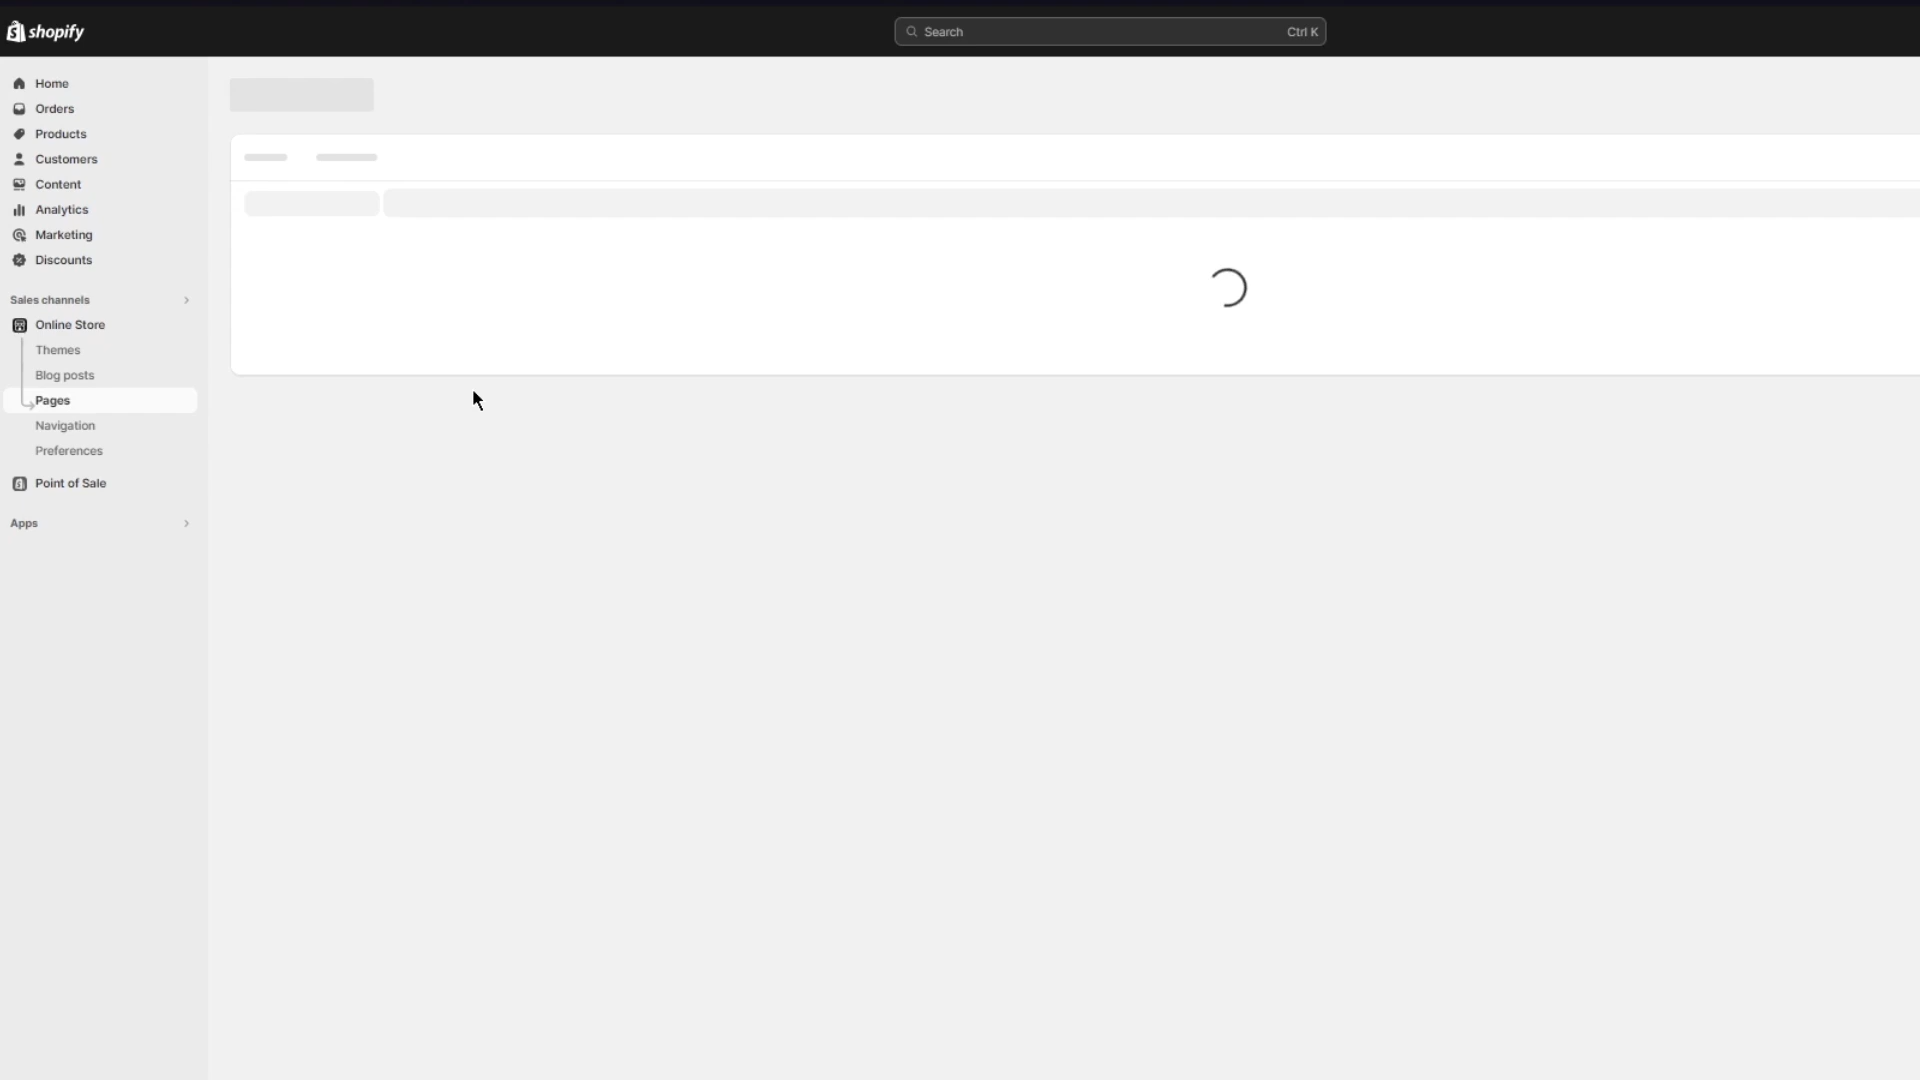 shopify
Search
Ctrl K
Home
Orders
Products
Customers
Content
Analytics
Marketing
Discounts
Sales channels
Online Store
Themes
Blog posts
Pages
Navigation
Preferences
Point of Sale
Apps